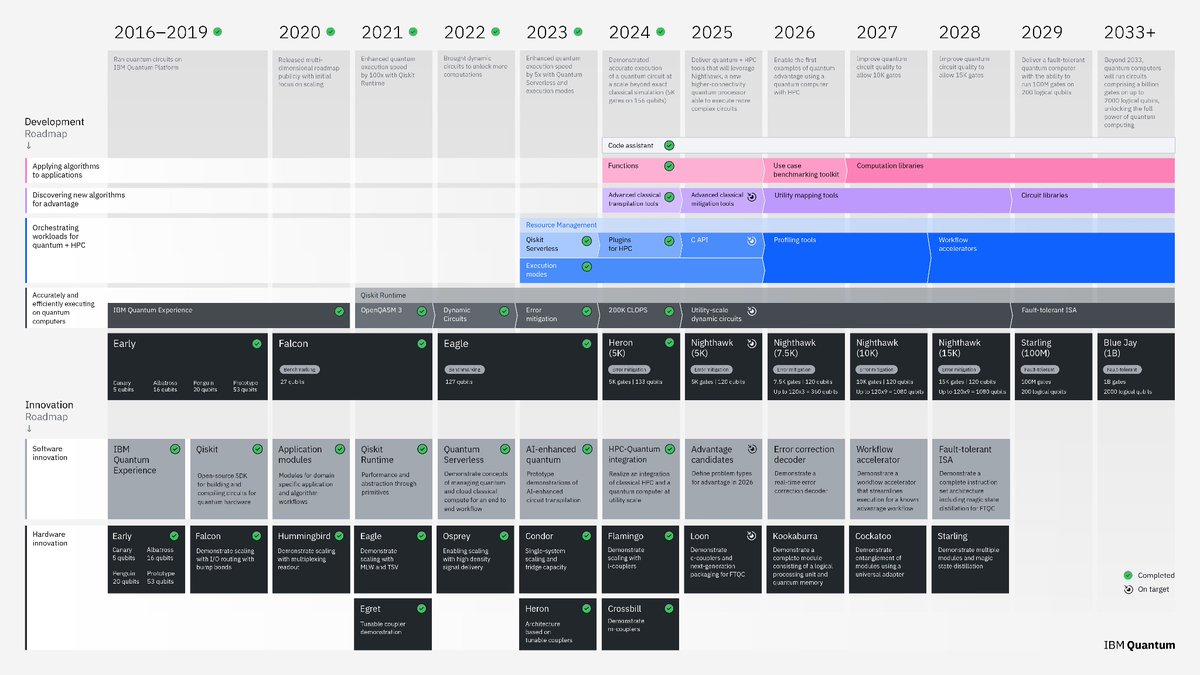 2016–2019
2020
2021
2022
2023
2024
2025
2026
2027
2028
2029
2033+
Ran quantum circuits on
IBM Quantum Platform
Released multi-
dimensional roadmap
publicly with initial
focus on scaling
Enhanced quantum
execution speed
by 100x with Qiskit
Runtime
Brought dynamic
circuits to unlock more
computations
Enhanced quantum
execution speed
by 5x with Quantum
Serverless and
execution modes
Demonstrated
accurate execution
of a quantum circuit at
a scale beyond exact
classical simulation (5K
gates on 156 qubits)
Deliver quantum + HPC
tools that will leverage
Nighthawk, a new
higher-connectivity
quantum processor
able to execute more
complex circuits
Enable the first
examples of quantum
advantage using a
quantum computer
with HPC
Improve quantum
circuit quality to
allow 10K gates
Improve quantum
circuit quality to
allow 15K gates
Deliver a fault-tolerant
quantum computer
with the ability to
run 100M gates on
200 logical qubits
Beyond 2033,
quantum computers
will run circuits
comprising a billion
gates on up to
2000 logical qubits,
unlocking the full
power of quantum
computing
Development
Roadmap
↓
Code assistant
Applying algorithms
to applications
Functions
Use case
benchmarking toolkit
Computation libraries
Discovering new algorithms
for advantage
Advanced classical
transpilation tools
Advanced classical
mitigation tools
Utility mapping tools
Circuit libraries
Orchestrating
workloads for
quantum + HPC
Resource Management
Qiskit
Serverless
Plugins
for HPC
C API
Profiling tools
Workflow
accelerators
Execution
modes
Accurately and
efficiently executing
on quantum
computers
Qiskit Runtime
IBM Quantum Experience
OpenQASM 3
Dynamic
Circuits
Error
mitigation
200K CLOPS
Utility-scale
dynamic circuits
Fault-tolerant ISA
Early
Canary
5 qubits
Albatross
16 qubits
Penguin
20 qubits
Prototype
53 qubits
Falcon
Benchmarking
27 qubits
Eagle
Benchmarking
127 qubits
Heron
(5K)
Error mitigation
5K gates | 133 qubits
Nighthawk
(5K)
Error mitigation
5K gates | 120 qubits
Nighthawk
(7.5K)
Error mitigation
7.5K gates | 120 qubits
Up to 120x3 = 360 qubits
Nighthawk
(10K)
Error mitigation
10K gates | 120 qubits
Up to 120x9 = 1080 qubits
Nighthawk
(15K)
Error mitigation
15K gates | 120 qubits
Up to 120x9 = 1080 qubits
Starling
(100M)
Fault-tolerant
100M gates
200 logical qubits
Blue Jay
(1B)
Fault-tolerant
1B gates
2000 logical qubits
Innovation
Roadmap
↓
Software
innovation
IBM
Quantum
Experience
Qiskit
Open-source SDK
for building and
compiling circuits for
quantum hardware
Application
modules
Modules for domain
specific application
and algorithm
workflows
Qiskit
Runtime
Performance and
abstraction through
primitives
Quantum
Serverless
Demonstrate concepts
of managing quantum
and cloud classical
compute for an end to
end workflow
AI-enhanced
quantum
Prototype
demonstrations of
AI-enhanced
circuit transpilation
HPC-Quantum
integration
Realize an integration
of classical HPC and a
quantum computer at
utility scale
Advantage
candidates
Define problem types
for advantage in 2026
Error correction
decoder
Demonstrate a
real-time error
correction decoder
Workflow
accelerator
Demonstrate a
workflow accelerator
that streamlines
execution for a known
advantage workflow
Fault-tolerant
ISA
Demonstrate a
complete instruction
set architecture
including magic state
distillation for FTQC
Hardware
innovation
Early
Canary
5 qubits
Albatross
16 qubits
Penguin
20 qubits
Prototype
53 qubits
Falcon
Demonstrate scaling
with I/O routing with
bump bonds
Hummingbird
Demonstrate scaling
with multiplexing
readout
Eagle
Demonstrate
scaling with
MLW and TSV
Osprey
Enabling scaling
with high density
signal delivery
Condor
Single-system
scaling and
fridge capacity
Flamingo
Demonstrate
scaling with
l-couplers
Loon
Demonstrate
c-couplers and
next-generation
packaging for FTQC
Kookaburra
Demonstrate a
complete module
consisting of a logical
processing unit and
quantum memory
Cockatoo
Demonstrate
entanglement of
modules using a
universal adapter
Starling
Demonstrate multiple
modules and magic
state distillation
Egret
Tunable coupler
demonstration
Heron
Architecture
based on
tunable couplers
Crossbill
Demonstrate
m-couplers
Completed
On target
IBM Quantum